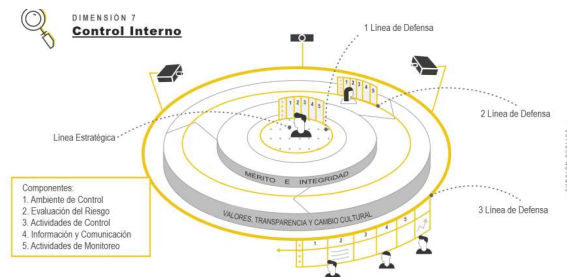 DIMENSIÓN 7
Control Interno
1 Línea de Defensa
2 Línea de Defensa
Línea Estratégica
3 Línea de Defensa
1 2 3 4 5
1 2 3 4 5
MÉRITO E INTEGRIDAD
VALORES, TRANSPARENCIA Y CAMBIO CULTURAL
1 2 3 4 5
Componentes:
1. Ambiente de Control
2. Evaluación del Riesgo
3. Actividades de Control
4. Información y Comunicación
5. Actividades de Monitoreo